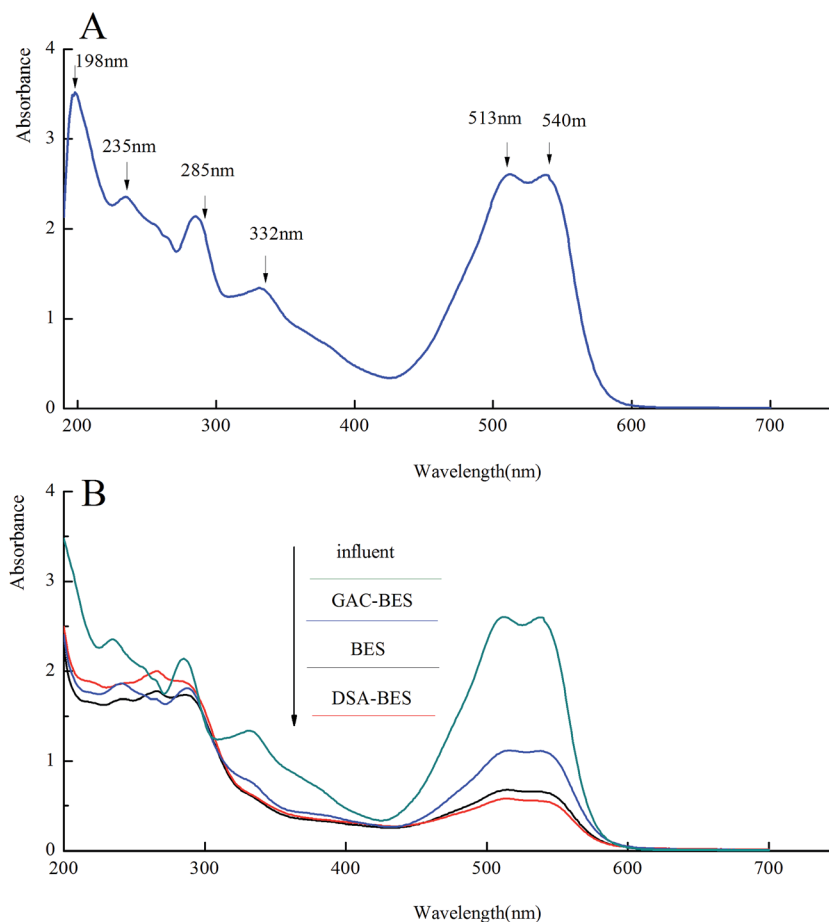 A
Absorbance
4
3
2
1
0
198nm
235nm
285nm
332nm
513nm
540m
200
300
400
500
600
700
Wavelength(nm)
B
Absorbance
4
3
2
1
0
influent
GAC-BES
BES
DSA-BES
200
300
400
500
600
700
Wavelength(nm)